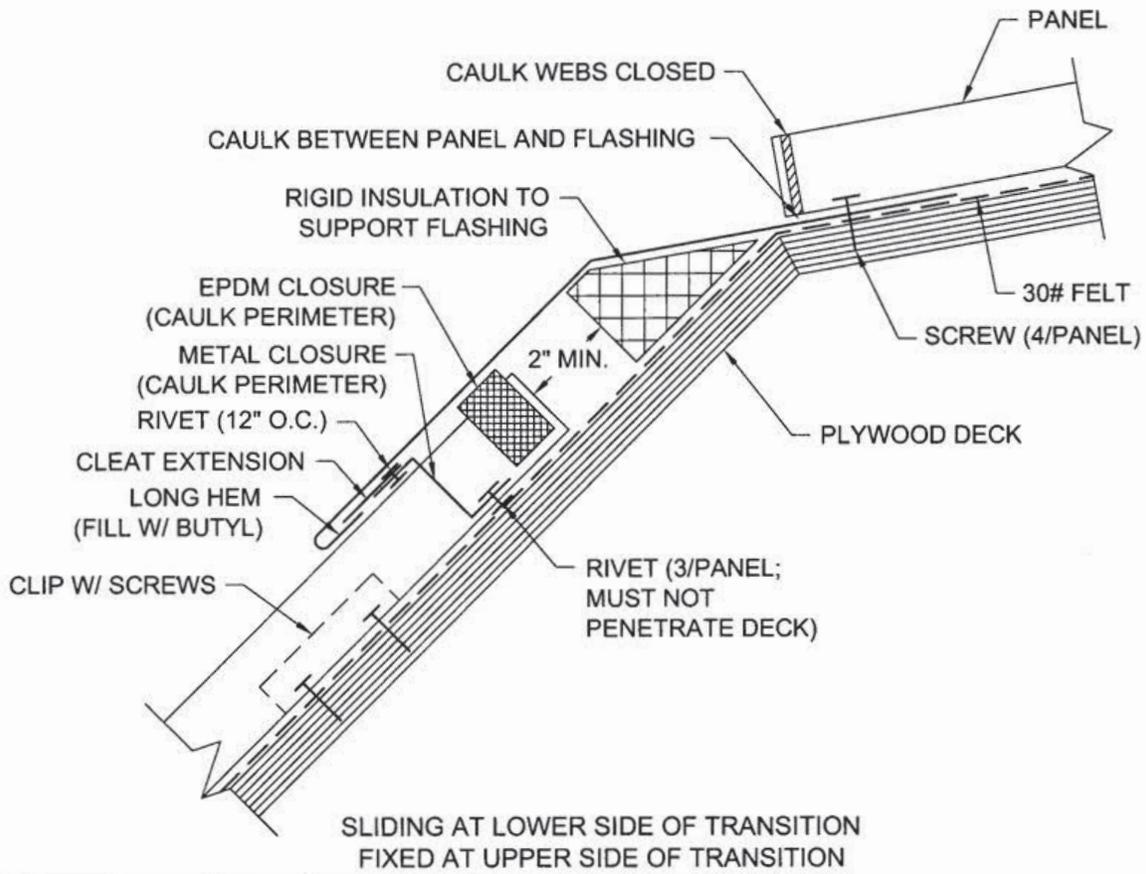 PANEL
CAULK WEBS CLOSED
CAULK BETWEEN PANEL AND FLASHING
RIGID INSULATION TO
SUPPORT FLASHING
EPDM CLOSURE
(CAULK PERIMETER)
METAL CLOSURE
(CAULK PERIMETER)
RIVET (12" O.C.)
CLEAT EXTENSION
LONG HEM
(FILL W/ BUTYL)
CLIP W/ SCREWS
2" MIN.
30# FELT
SCREW (4/PANEL)
PLYWOOD DECK
RIVET (3/PANEL;
MUST NOT
PENETRATE DECK)
SLIDING AT LOWER SIDE OF TRANSITION
FIXED AT UPPER SIDE OF TRANSITION